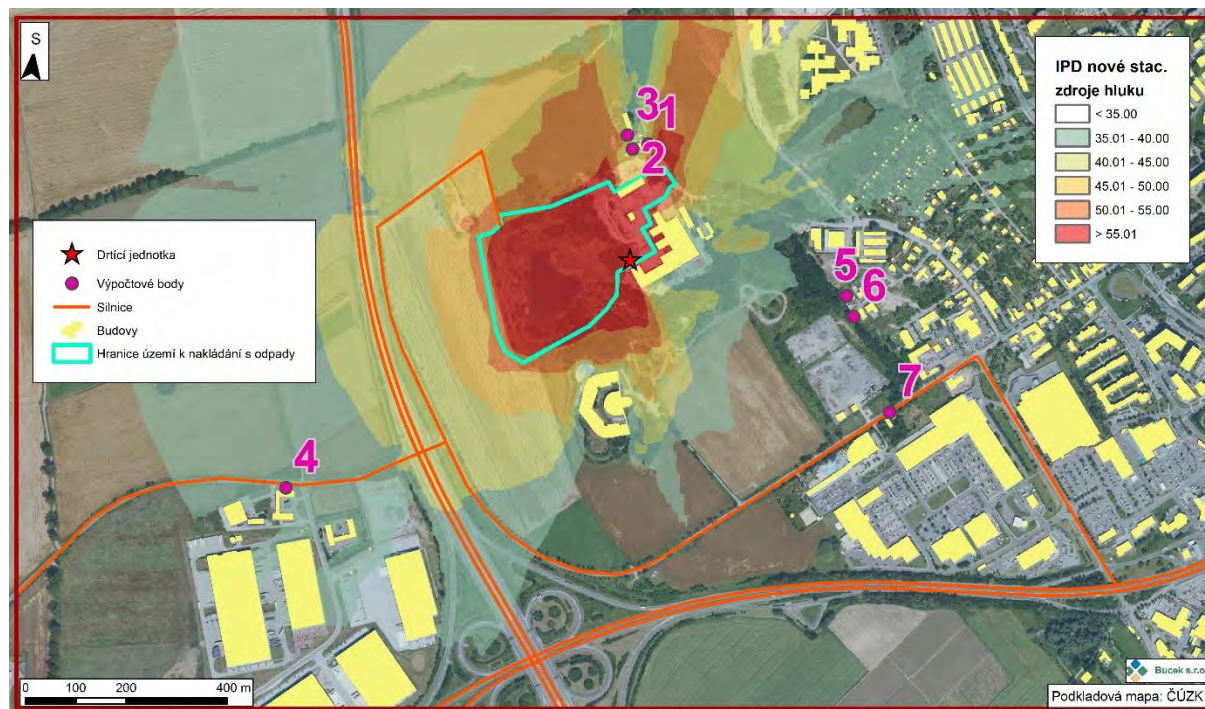 S
IPD nové stac.
zdroje hluku
< 35.00
35.01 - 40.00
40.01 - 45.00
45.01 - 50.00
50.01 - 55.00
> 55.01
31
2
Drtící jednotka
Výpočtové body
Silnice
Budovy
Hranice území k nakládání s odpady
5
6
7
4
0 100 200 400 m
Bucek s.r.o
Podkladová mapa: ČÚZK